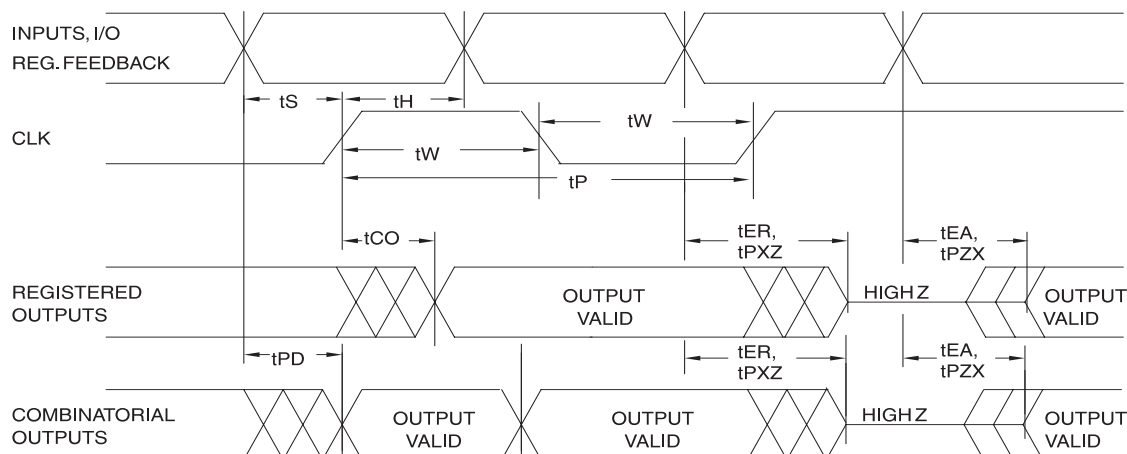 INPUTS, I/O
REG. FEEDBACK
tS
tH
tW
CLK
tW
tP
tCO
tER,
tPXZ
tEA,
tPZX
REGISTERED
OUTPUTS
OUTPUT
VALID
HIGH Z
OUTPUT
VALID
tPD
tER,
tPXZ
tEA,
tPZX
COMBINATORIAL
OUTPUTS
OUTPUT
VALID
OUTPUT
VALID
HIGH Z
OUTPUT
VALID